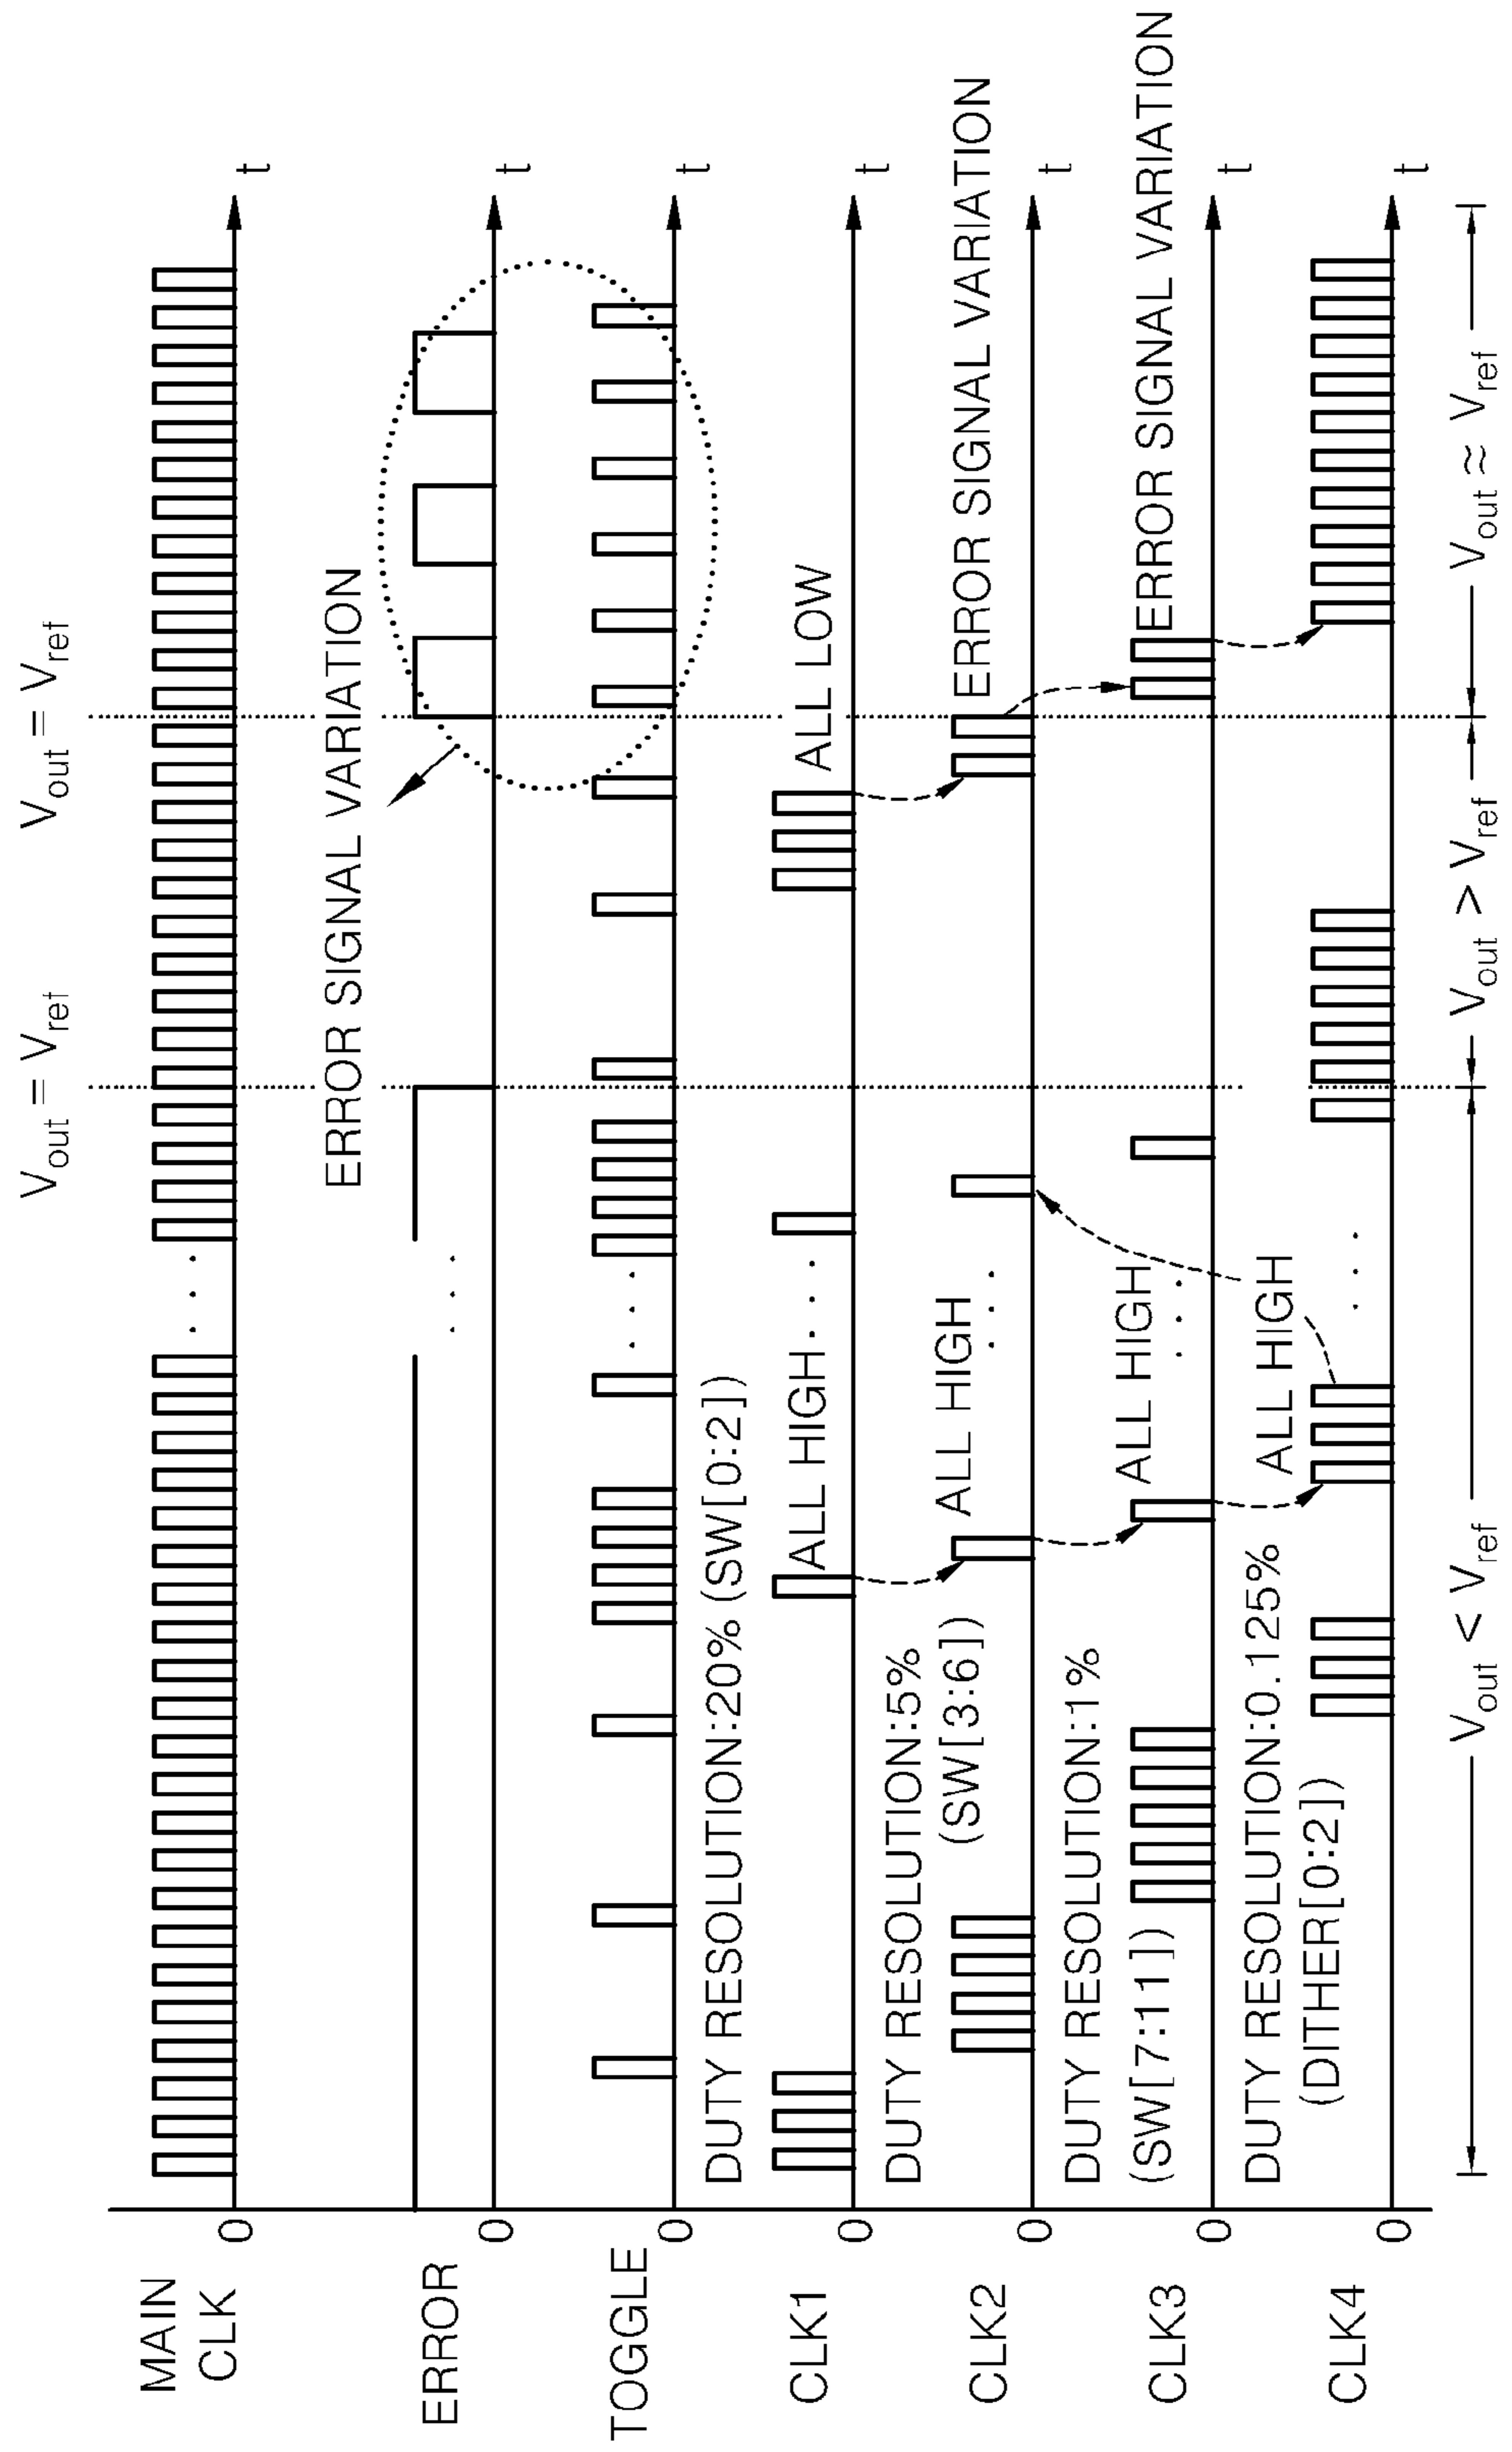 V_out = V_ref
V_out = V_ref
MAIN
CLK
0
t
ERROR SIGNAL VARIATION
ERROR
0
t
TOGGLE
0
t
DUTY RESOLUTION:20% (SW[0:2])
CLK1
0
ALL HIGH
ALL LOW
t
DUTY RESOLUTION:5%
(SW[3:6])
CLK2
0
ALL HIGH
ERROR SIGNAL VARIATION
t
DUTY RESOLUTION:1%
(SW[7:11])
CLK3
0
ALL HIGH
ERROR SIGNAL VARIATION
t
DUTY RESOLUTION:0.125%
(DITHER[0:2])
CLK4
0
ALL HIGH
t
V_out < V_ref
V_out > V_ref
V_out ≈ V_ref